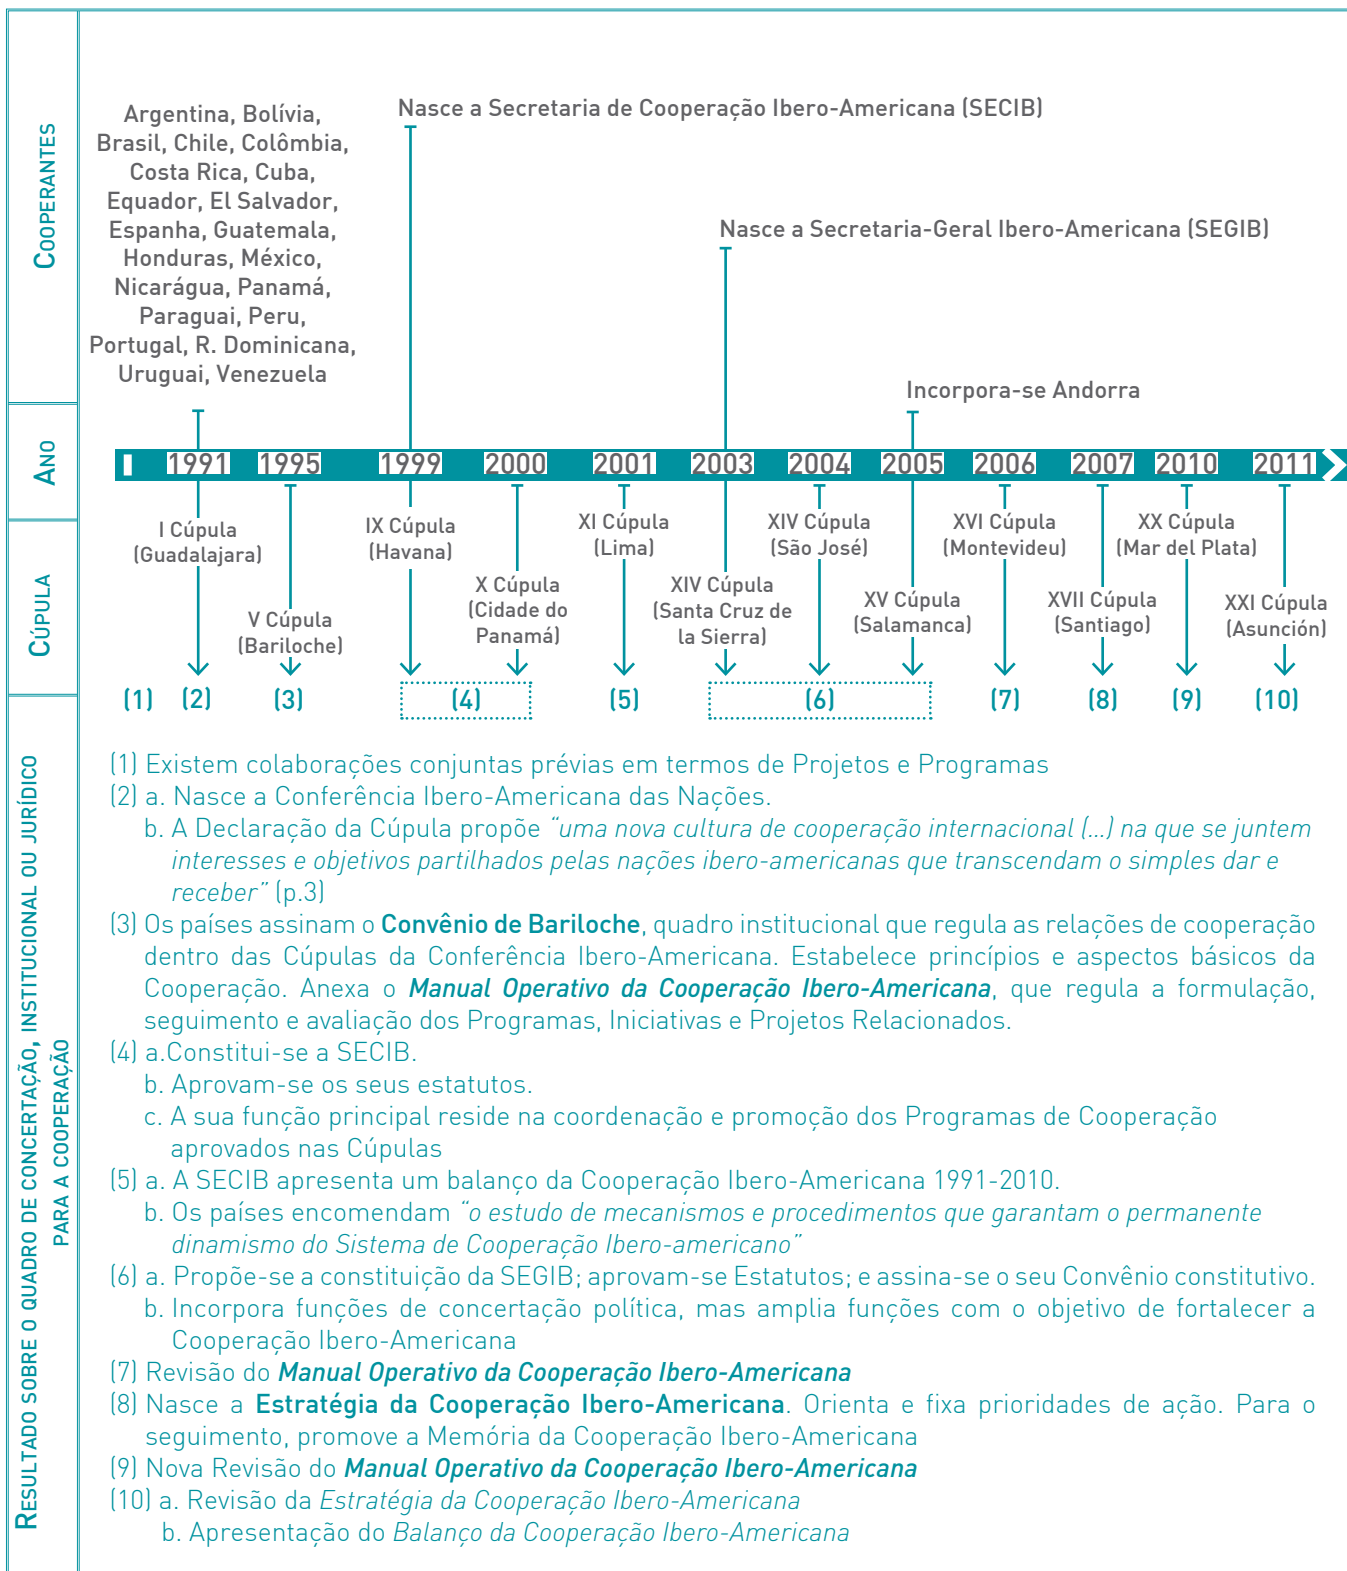 COOPERANTES
Argentina, Bolívia,
Brasil, Chile, Colômbia,
Costa Rica, Cuba,
Equador, El Salvador,
Espanha, Guatemala,
Honduras, México,
Nicarágua, Panamá,
Paraguai, Peru,
Portugal, R. Dominicana,
Uruguai, Venezuela
Nasce a Secretaria de Cooperação Ibero-Americana (SECIB)
Nasce a Secretaria-Geral Ibero-Americana (SEGIB)
Incorpora-se Andorra
ANO
1991 1995 1999 2000 2001 2003 2004 2005 2006 2007 2010 2011
CÚPULA
I Cúpula
(Guadalajara)
V Cúpula
(Bariloche)
IX Cúpula
(Havana)
X Cúpula
(Cidade do
Panamá)
XI Cúpula
(Lima)
XIV Cúpula
(Santa Cruz de
la Sierra)
XIV Cúpula
(São José)
XV Cúpula
(Salamanca)
XVI Cúpula
(Montevideu)
XVII Cúpula
(Santiago)
XX Cúpula
(Mar del Plata)
XXI Cúpula
(Asunción)
(1) (2) (3) (4) (5) (6) (7) (8) (9) (10)
RESULTADO SOBRE O QUADRO DE CONCERTAÇÃO, INSTITUCIONAL OU JURÍDICO
PARA A COOPERAÇÃO
(1) Existem colaborações conjuntas prévias em termos de Projetos e Programas
(2) a. Nasce a Conferência Ibero-Americana das Nações.
b. A Declaração da Cúpula propõe “uma nova cultura de cooperação internacional (...) na que se juntem
interesses e objetivos partilhados pelas nações ibero-americanas que transcendam o simples dar e
receber” (p.3)
(3) Os países assinam o Convênio de Bariloche, quadro institucional que regula as relações de cooperação
dentro das Cúpulas da Conferência Ibero-Americana. Estabelece princípios e aspectos básicos da
Cooperação. Anexa o Manual Operativo da Cooperação Ibero-Americana, que regula a formulação,
seguimento e avaliação dos Programas, Iniciativas e Projetos Relacionados.
(4) a.Constitui-se a SECIB.
b. Aprovam-se os seus estatutos.
c. A sua função principal reside na coordenação e promoção dos Programas de Cooperação
aprovados nas Cúpulas
(5) a. A SECIB apresenta um balanço da Cooperação Ibero-Americana 1991-2010.
b. Os países encomendam “o estudo de mecanismos e procedimentos que garantam o permanente
dinamismo do Sistema de Cooperação Ibero-americano”
(6) a. Propõe-se a constituição da SEGIB; aprovam-se Estatutos; e assina-se o seu Convênio constitutivo.
b. Incorpora funções de concertação política, mas amplia funções com o objetivo de fortalecer a
Cooperação Ibero-Americana
(7) Revisão do Manual Operativo da Cooperação Ibero-Americana
(8) Nasce a Estratégia da Cooperação Ibero-Americana. Orienta e fixa prioridades de ação. Para o
seguimento, promove a Memória da Cooperação Ibero-Americana
(9) Nova Revisão do Manual Operativo da Cooperação Ibero-Americana
(10) a. Revisão da Estratégia da Cooperação Ibero-Americana
b. Apresentação do Balanço da Cooperação Ibero-Americana